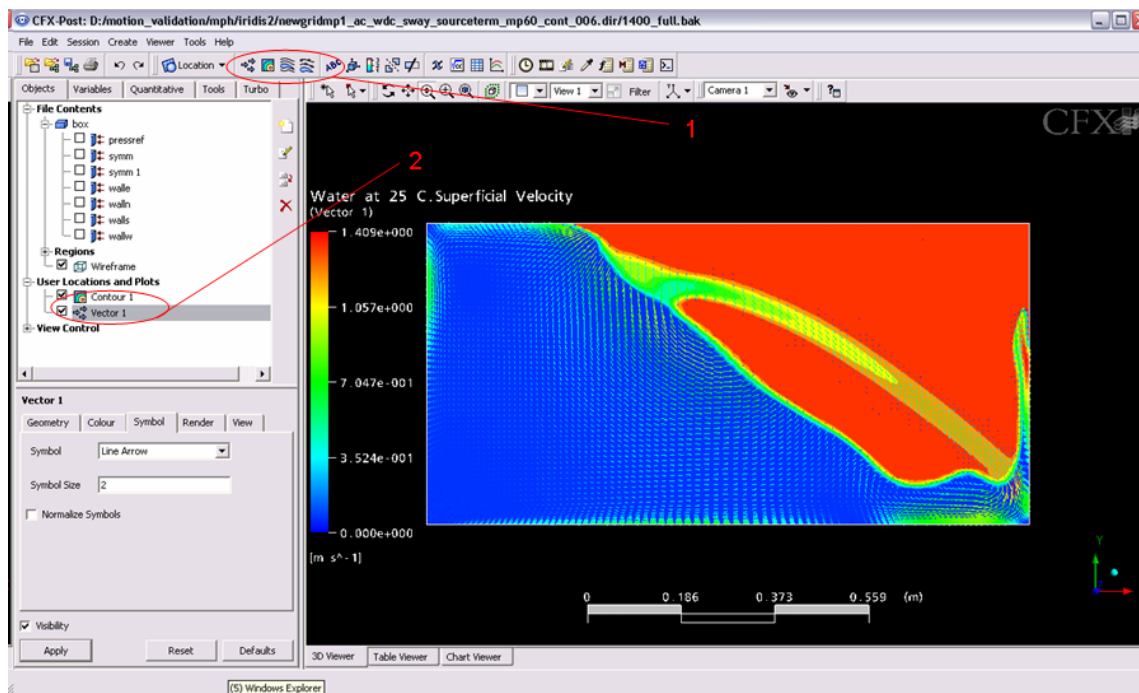 CFX-Post: D:/motion_validation/mph/iridis2/newgridmp1_ac_wdc_sway_sourceterm_mp60_cont_006.dir/1400_full.bak
File Edit Session Create Viewer Tools Help
Location
Objects Variables Quantitative Tools Turbo
View 1 Filter Camera 1
File Contents
box
pressref
symm
symm 1
walle
walln
walls
wallw
Regions
Wireframe
User Locations and Plots
Contour 1
Vector 1
View Control
1
2
CFX
Water at 25 C.Superficial Velocity
(Vector 1)
1.409e+000
1.057e+000
7.047e-001
3.524e-001
0.000e+000
[m s^-1]
0 0.186 0.373 0.559 (m)
Y
Vector 1
Geometry Colour Symbol Render View
Symbol Line Arrow
Symbol Size 2
Normalize Symbols
Visibility
Apply Reset Defaults
3D Viewer Table Viewer Chart Viewer
(5) Windows Explorer